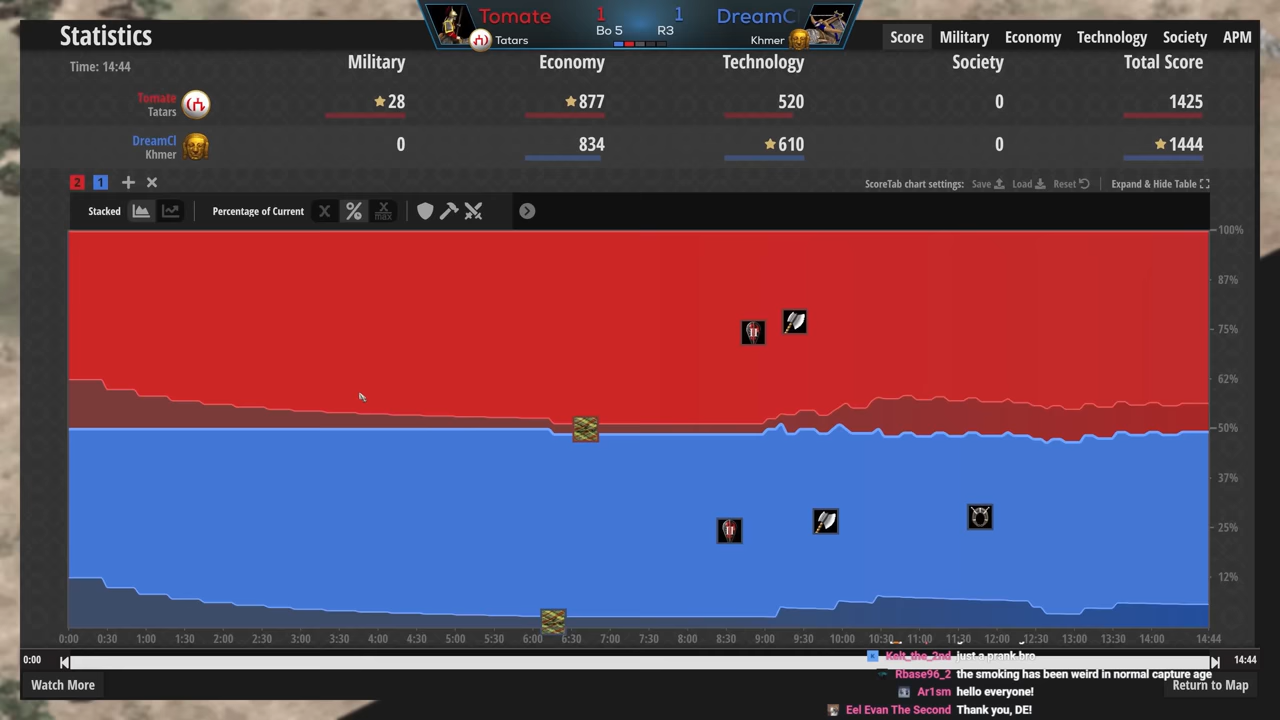 Tomate 1 1 DreamC
Bo 5 R3
Tatars Khmer
Statistics
Score Military Economy Technology Society APM
Time: 14:44
Military Economy Technology Society Total Score
Tomate
Tatars
28 877 520 0 1425
DreamCl
Khmer
0 834 610 0 1444
2 1
ScoreTab chart settings: Save Load Reset Expand & Hide Table
Stacked Percentage of Current X % X max
100%
87%
75%
62%
50%
37%
25%
12%
II
II
0:00 0:30 1:00 1:30 2:00 2:30 3:00 3:30 4:00 4:30 5:00 5:30 6:00 6:30 7:00 7:30 8:00 8:30 9:00 9:30 10:00 10:30 11:00 11:30 12:00 12:30 13:00 13:30 14:00 14:44
0:00 14:44
Kelt_the_2nd just a prank bro
Rbase96_2 the smoking has been weird in normal capture age
Ar1sm hello everyone!
Eel Evan The Second Thank you, DE!
Watch More
Return to Map